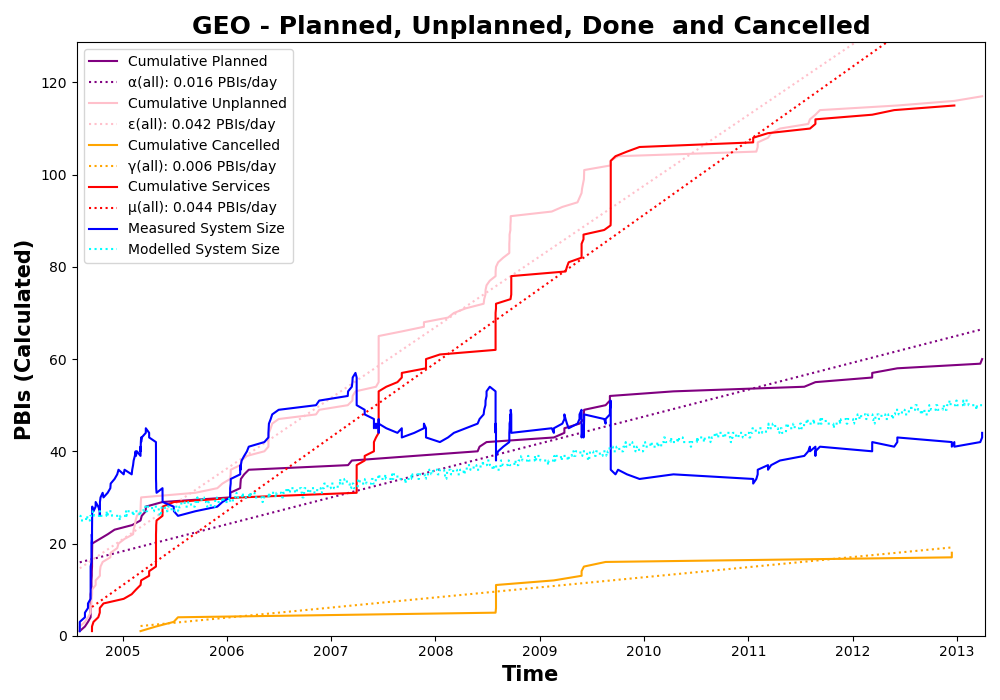 GEO - Planned, Unplanned, Done  and Cancelled
Cumulative Planned
α(all): 0.016 PBIs/day
Cumulative Unplanned
ε(all): 0.042 PBIs/day
Cumulative Cancelled
γ(all): 0.006 PBIs/day
Cumulative Services
μ(all): 0.044 PBIs/day
Measured System Size
Modelled System Size
PBIs (Calculated)
120
100
80
60
40
20
0
2005 2006 2007 2008 2009 2010 2011 2012 2013
Time